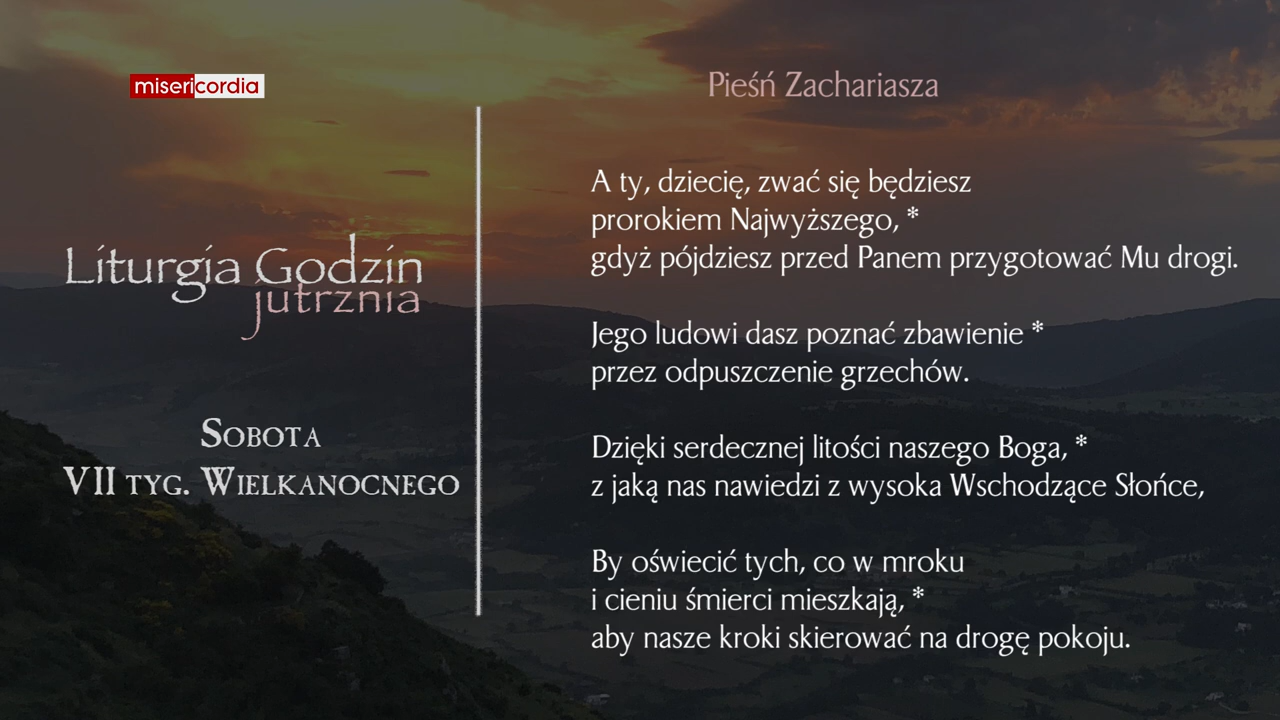 misericordia
Liturgia Godzin
jutrznia
Sobota
VII tyg. Wielkanocnego
Pieśń Zachariasza
A ty, dziecię, zwać się będziesz
prorokiem Najwyższego, *
gdyż pójdziesz przed Panem przygotować Mu drogi.
Jego ludowi dasz poznać zbawienie *
przez odpuszczenie grzechów.
Dzięki serdecznej litości naszego Boga, *
z jaką nas nawiedzi z wysoka Wschodzące Słońce,
By oświecić tych, co w mroku
i cieniu śmierci mieszkają, *
aby nasze kroki skierować na drogę pokoju.